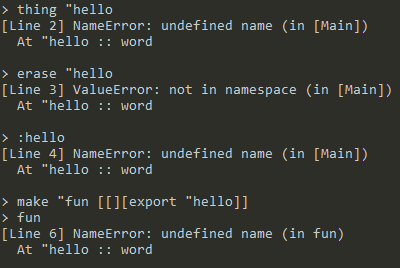 > thing "hello
[Line 2] NameError: undefined name (in [Main])
At "hello :: word
> erase "hello
[Line 3] ValueError: not in namespace (in [Main])
At "hello :: word
> :hello
[Line 4] NameError: undefined name (in [Main])
At "hello :: word
> make "fun [[][export "hello]]
> fun
[Line 6] NameError: undefined name (in fun)
At "hello :: word